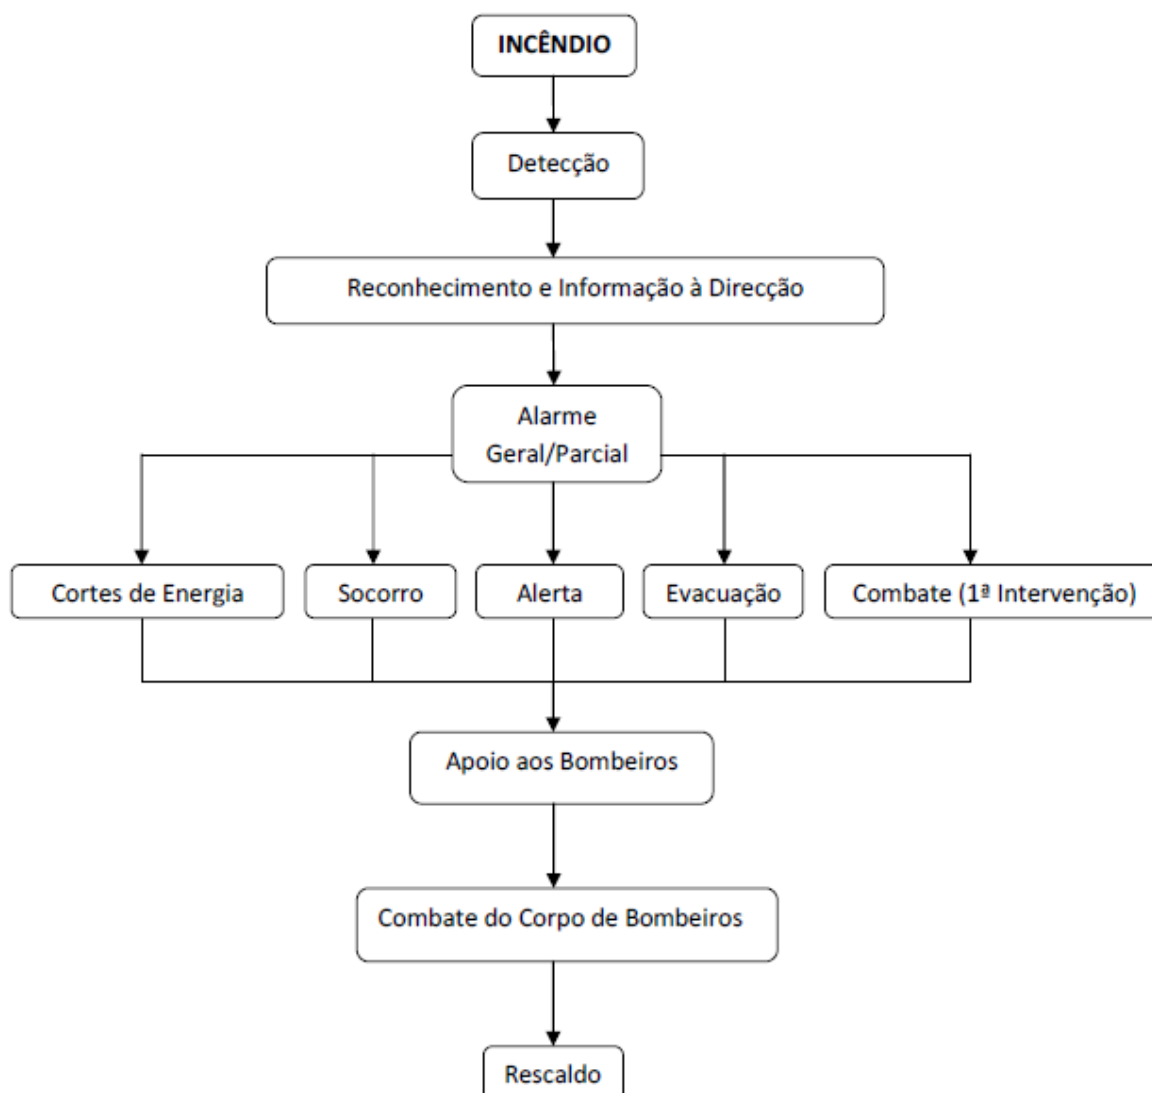 INCÊNDIO
Detecção
Reconhecimento e Informação à Direcção
Alarme
Geral/Parcial
Cortes de Energia
Socorro
Alerta
Evacuação
Combate (1ª Intervenção)
Apoio aos Bombeiros
Combate do Corpo de Bombeiros
Rescaldo